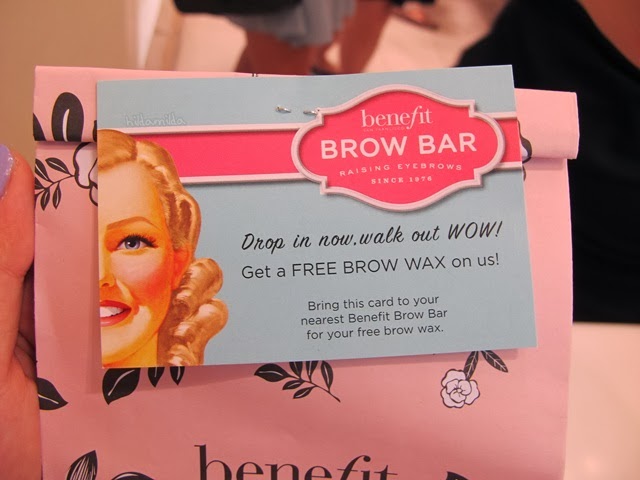 benefit
BROW BAR
RAISING EYEBROWS
SINCE 1976
Drop in now, walk out WOW!
Get a FREE BROW WAX on us!
Bring this card to your
nearest Benefit Brow Bar
for your free brow wax.
benefit